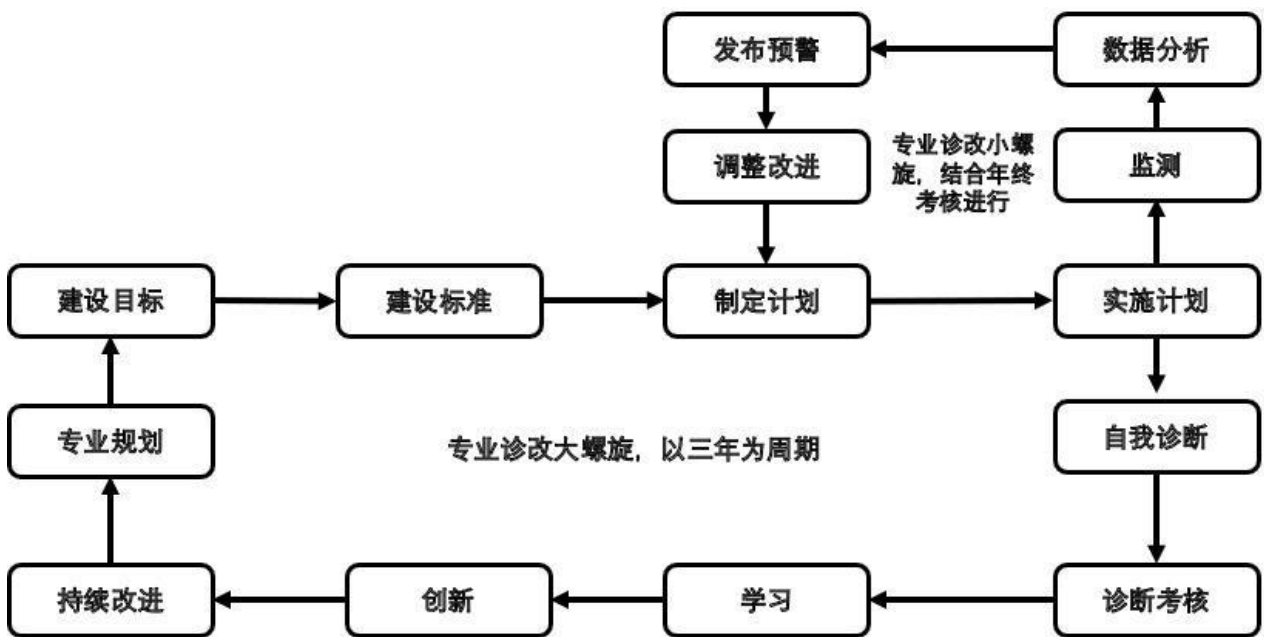 发布预警
数据分析
调整改进
专业诊改小螺
旋，结合年终
考核进行
监测
建设目标
建设标准
制定计划
实施计划
专业规划
专业诊改大螺旋，以三年为周期
自我诊断
持续改进
创新
学习
诊断考核